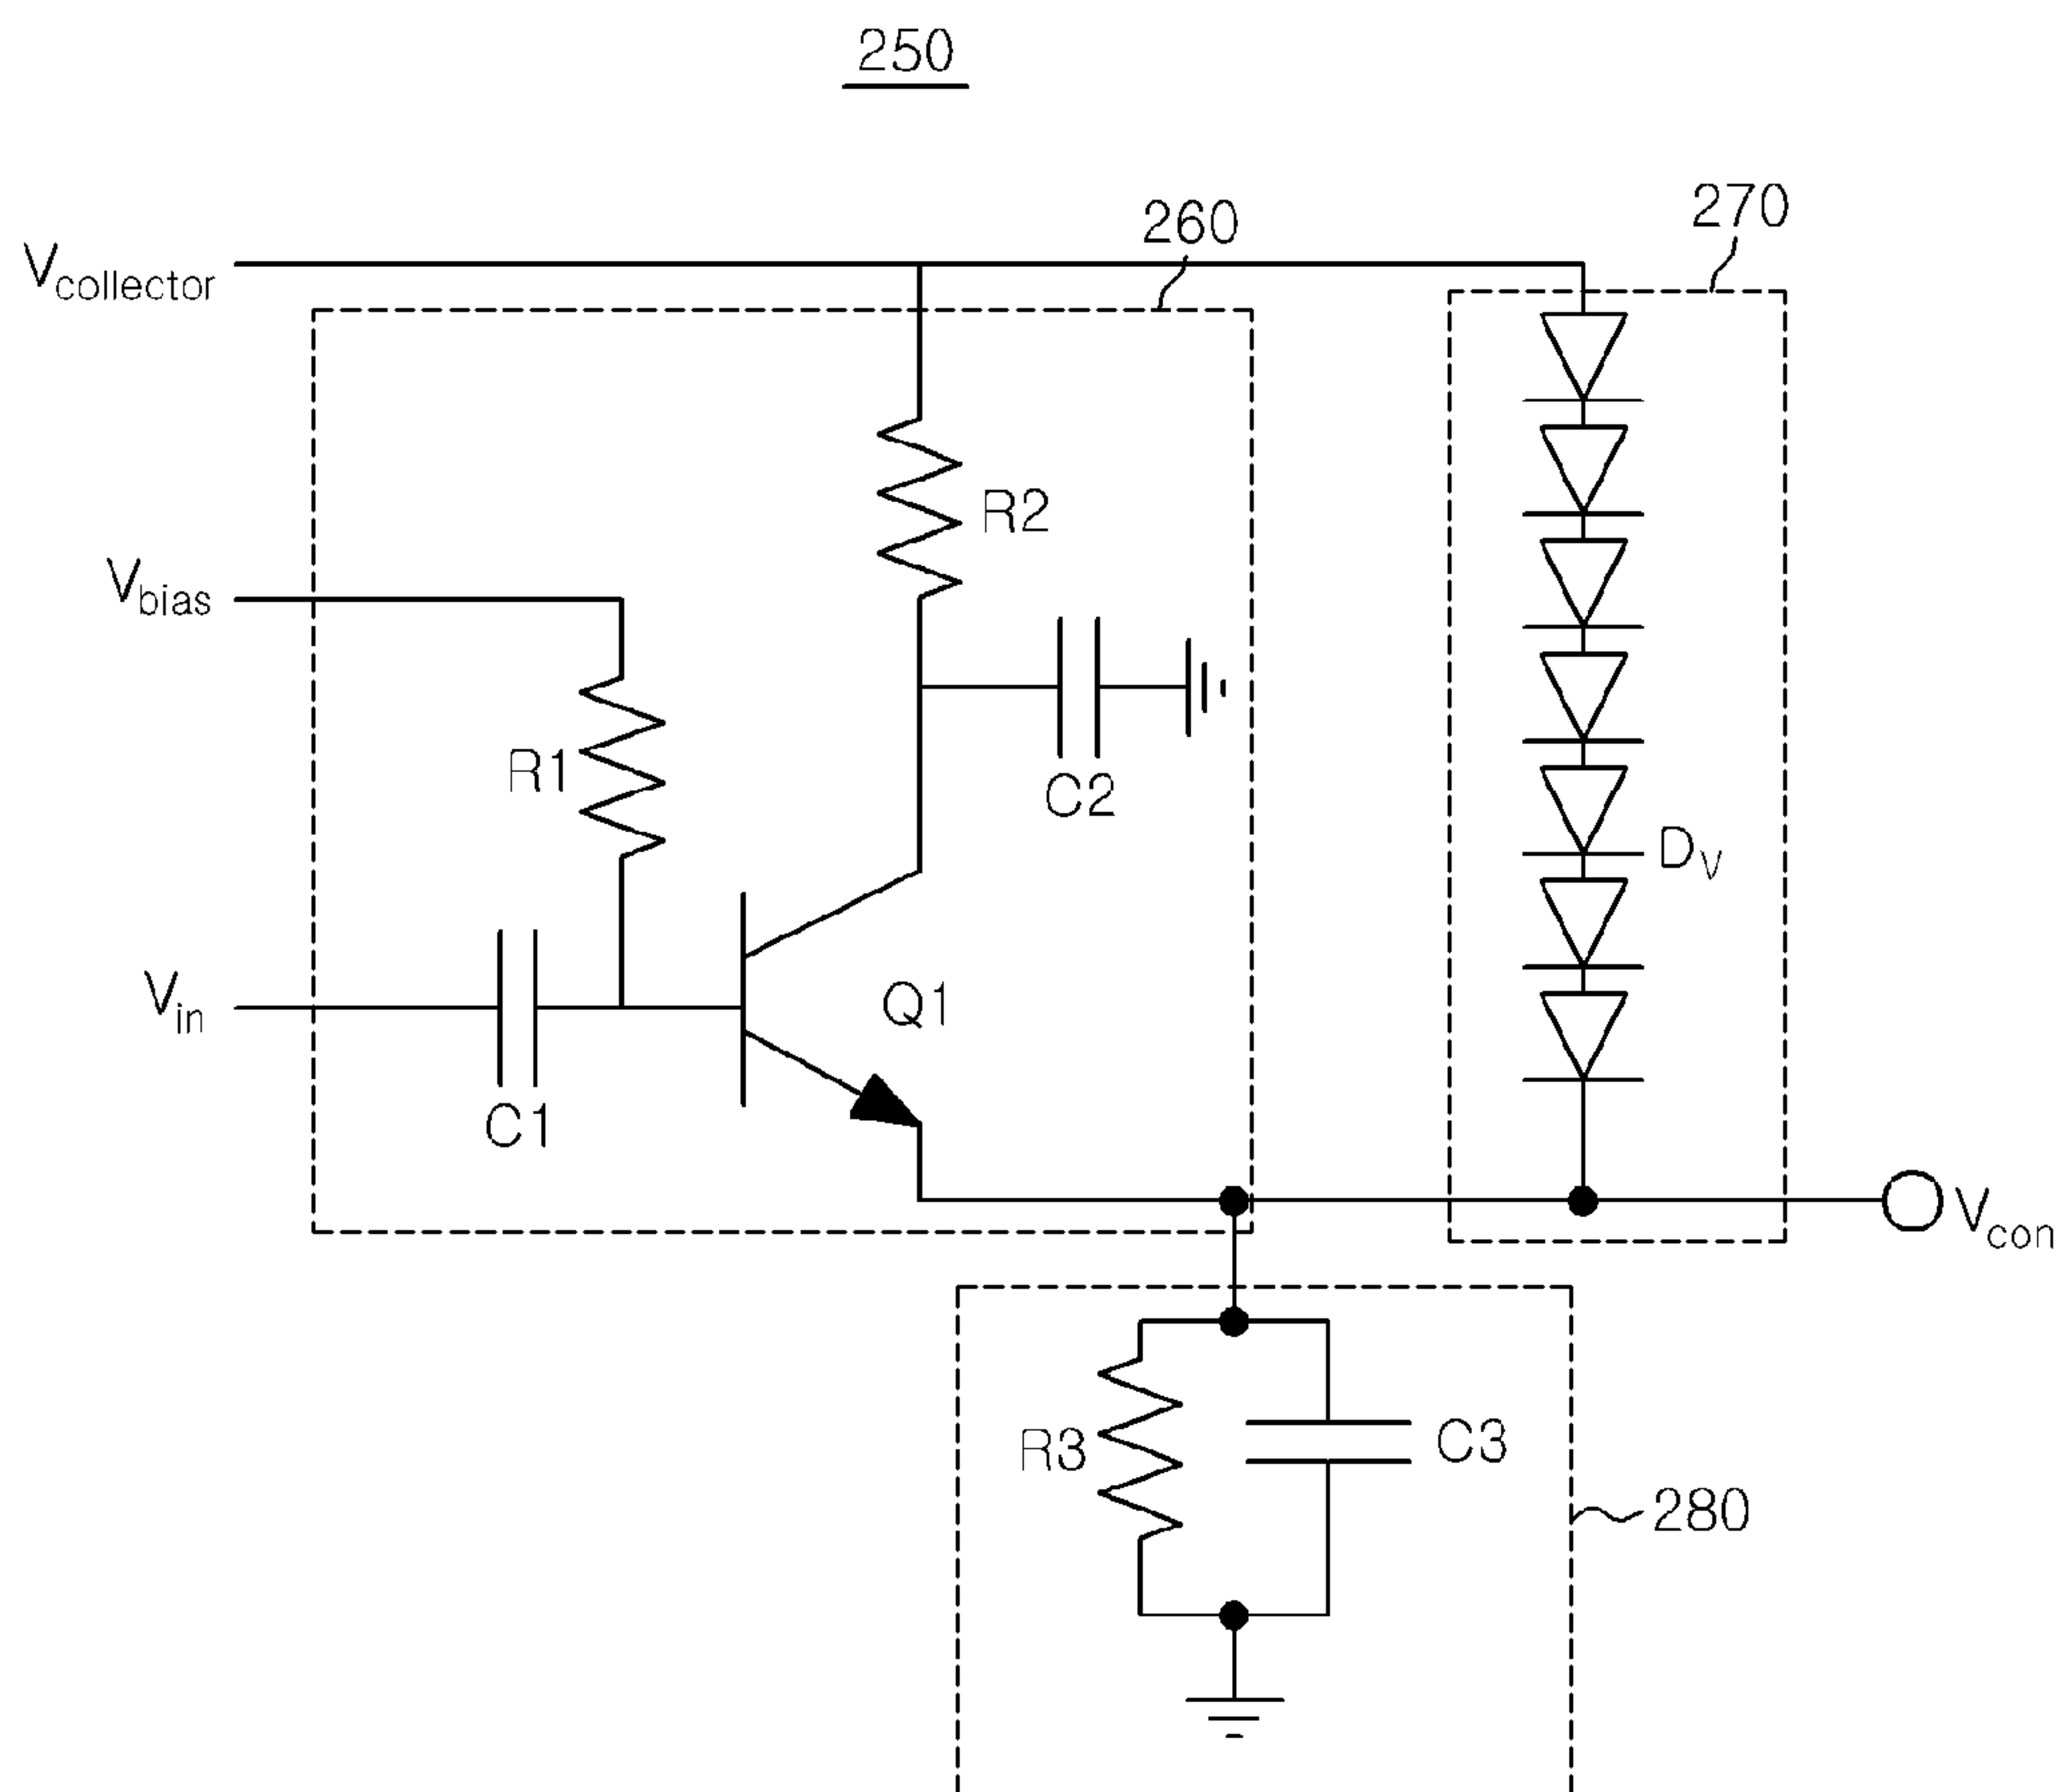 250
270
260
Vcollector
R2
Vbias
R1
C2
DV
Vin
Q1
C1
Vcon
R3
C3
280